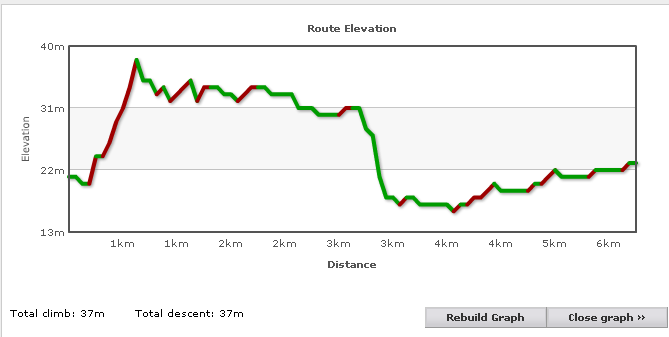 Route Elevation
40m
31m
22m
13m
Elevation
1km 1km 2km 2km 3km 3km 4km 4km 5km 6km
Distance
Total climb: 37m Total descent: 37m
Rebuild Graph Close graph ››